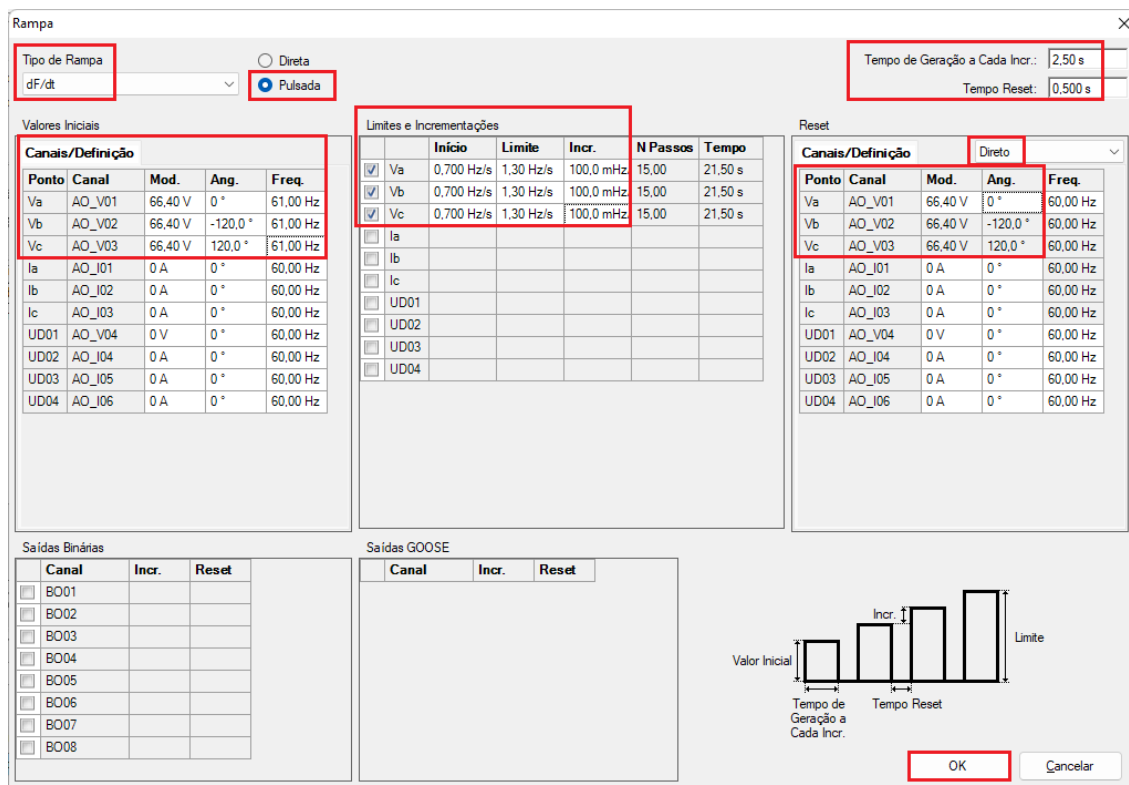 Rampa
Tipo de Rampa
dF/dt
Direta
Pulsada
Tempo de Geração a Cada Incr.: 2,50 s
Tempo Reset: 0,500 s
Valores Iniciais
Canais/Definição
Ponto Canal Mod. Ang. Freq.
Va AO_V01 66,40 V 0 ° 61,00 Hz
Vb AO_V02 66,40 V -120,0 ° 61,00 Hz
Vc AO_V03 66,40 V 120,0 ° 61,00 Hz
Ia AO_I01 0 A 0 ° 60,00 Hz
Ib AO_I02 0 A 0 ° 60,00 Hz
Ic AO_I03 0 A 0 ° 60,00 Hz
UD01 AO_V04 0 V 0 ° 60,00 Hz
UD02 AO_I04 0 A 0 ° 60,00 Hz
UD03 AO_I05 0 A 0 ° 60,00 Hz
UD04 AO_I06 0 A 0 ° 60,00 Hz
Limites e Incrementações
Início Limite Incr. N Passos Tempo
Va 0,700 Hz/s 1,30 Hz/s 100,0 mHz 15,00 21,50 s
Vb 0,700 Hz/s 1,30 Hz/s 100,0 mHz 15,00 21,50 s
Vc 0,700 Hz/s 1,30 Hz/s 100,0 mHz 15,00 21,50 s
Ia
Ib
Ic
UD01
UD02
UD03
UD04
Reset
Canais/Definição Direto
Ponto Canal Mod. Ang. Freq.
Va AO_V01 66,40 V 0 ° 60,00 Hz
Vb AO_V02 66,40 V -120,0 ° 60,00 Hz
Vc AO_V03 66,40 V 120,0 ° 60,00 Hz
Ia AO_I01 0 A 0 ° 60,00 Hz
Ib AO_I02 0 A 0 ° 60,00 Hz
Ic AO_I03 0 A 0 ° 60,00 Hz
UD01 AO_V04 0 V 0 ° 60,00 Hz
UD02 AO_I04 0 A 0 ° 60,00 Hz
UD03 AO_I05 0 A 0 ° 60,00 Hz
UD04 AO_I06 0 A 0 ° 60,00 Hz
Saídas Binárias
Canal Incr. Reset
BO01
BO02
BO03
BO04
BO05
BO06
BO07
BO08
Saídas GOOSE
Canal Incr. Reset
Incr.
Limite
Valor Inicial
Tempo de
Geração a
Cada Incr.
Tempo Reset
OK
Cancelar